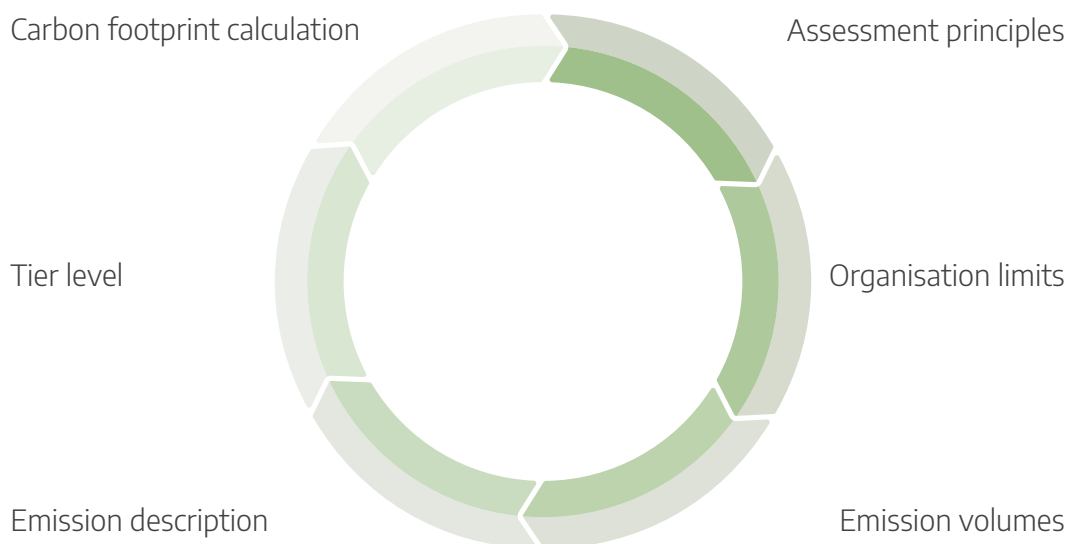 Carbon footprint calculation
Assessment principles
Tier level
Organisation limits
Emission description
Emission volumes